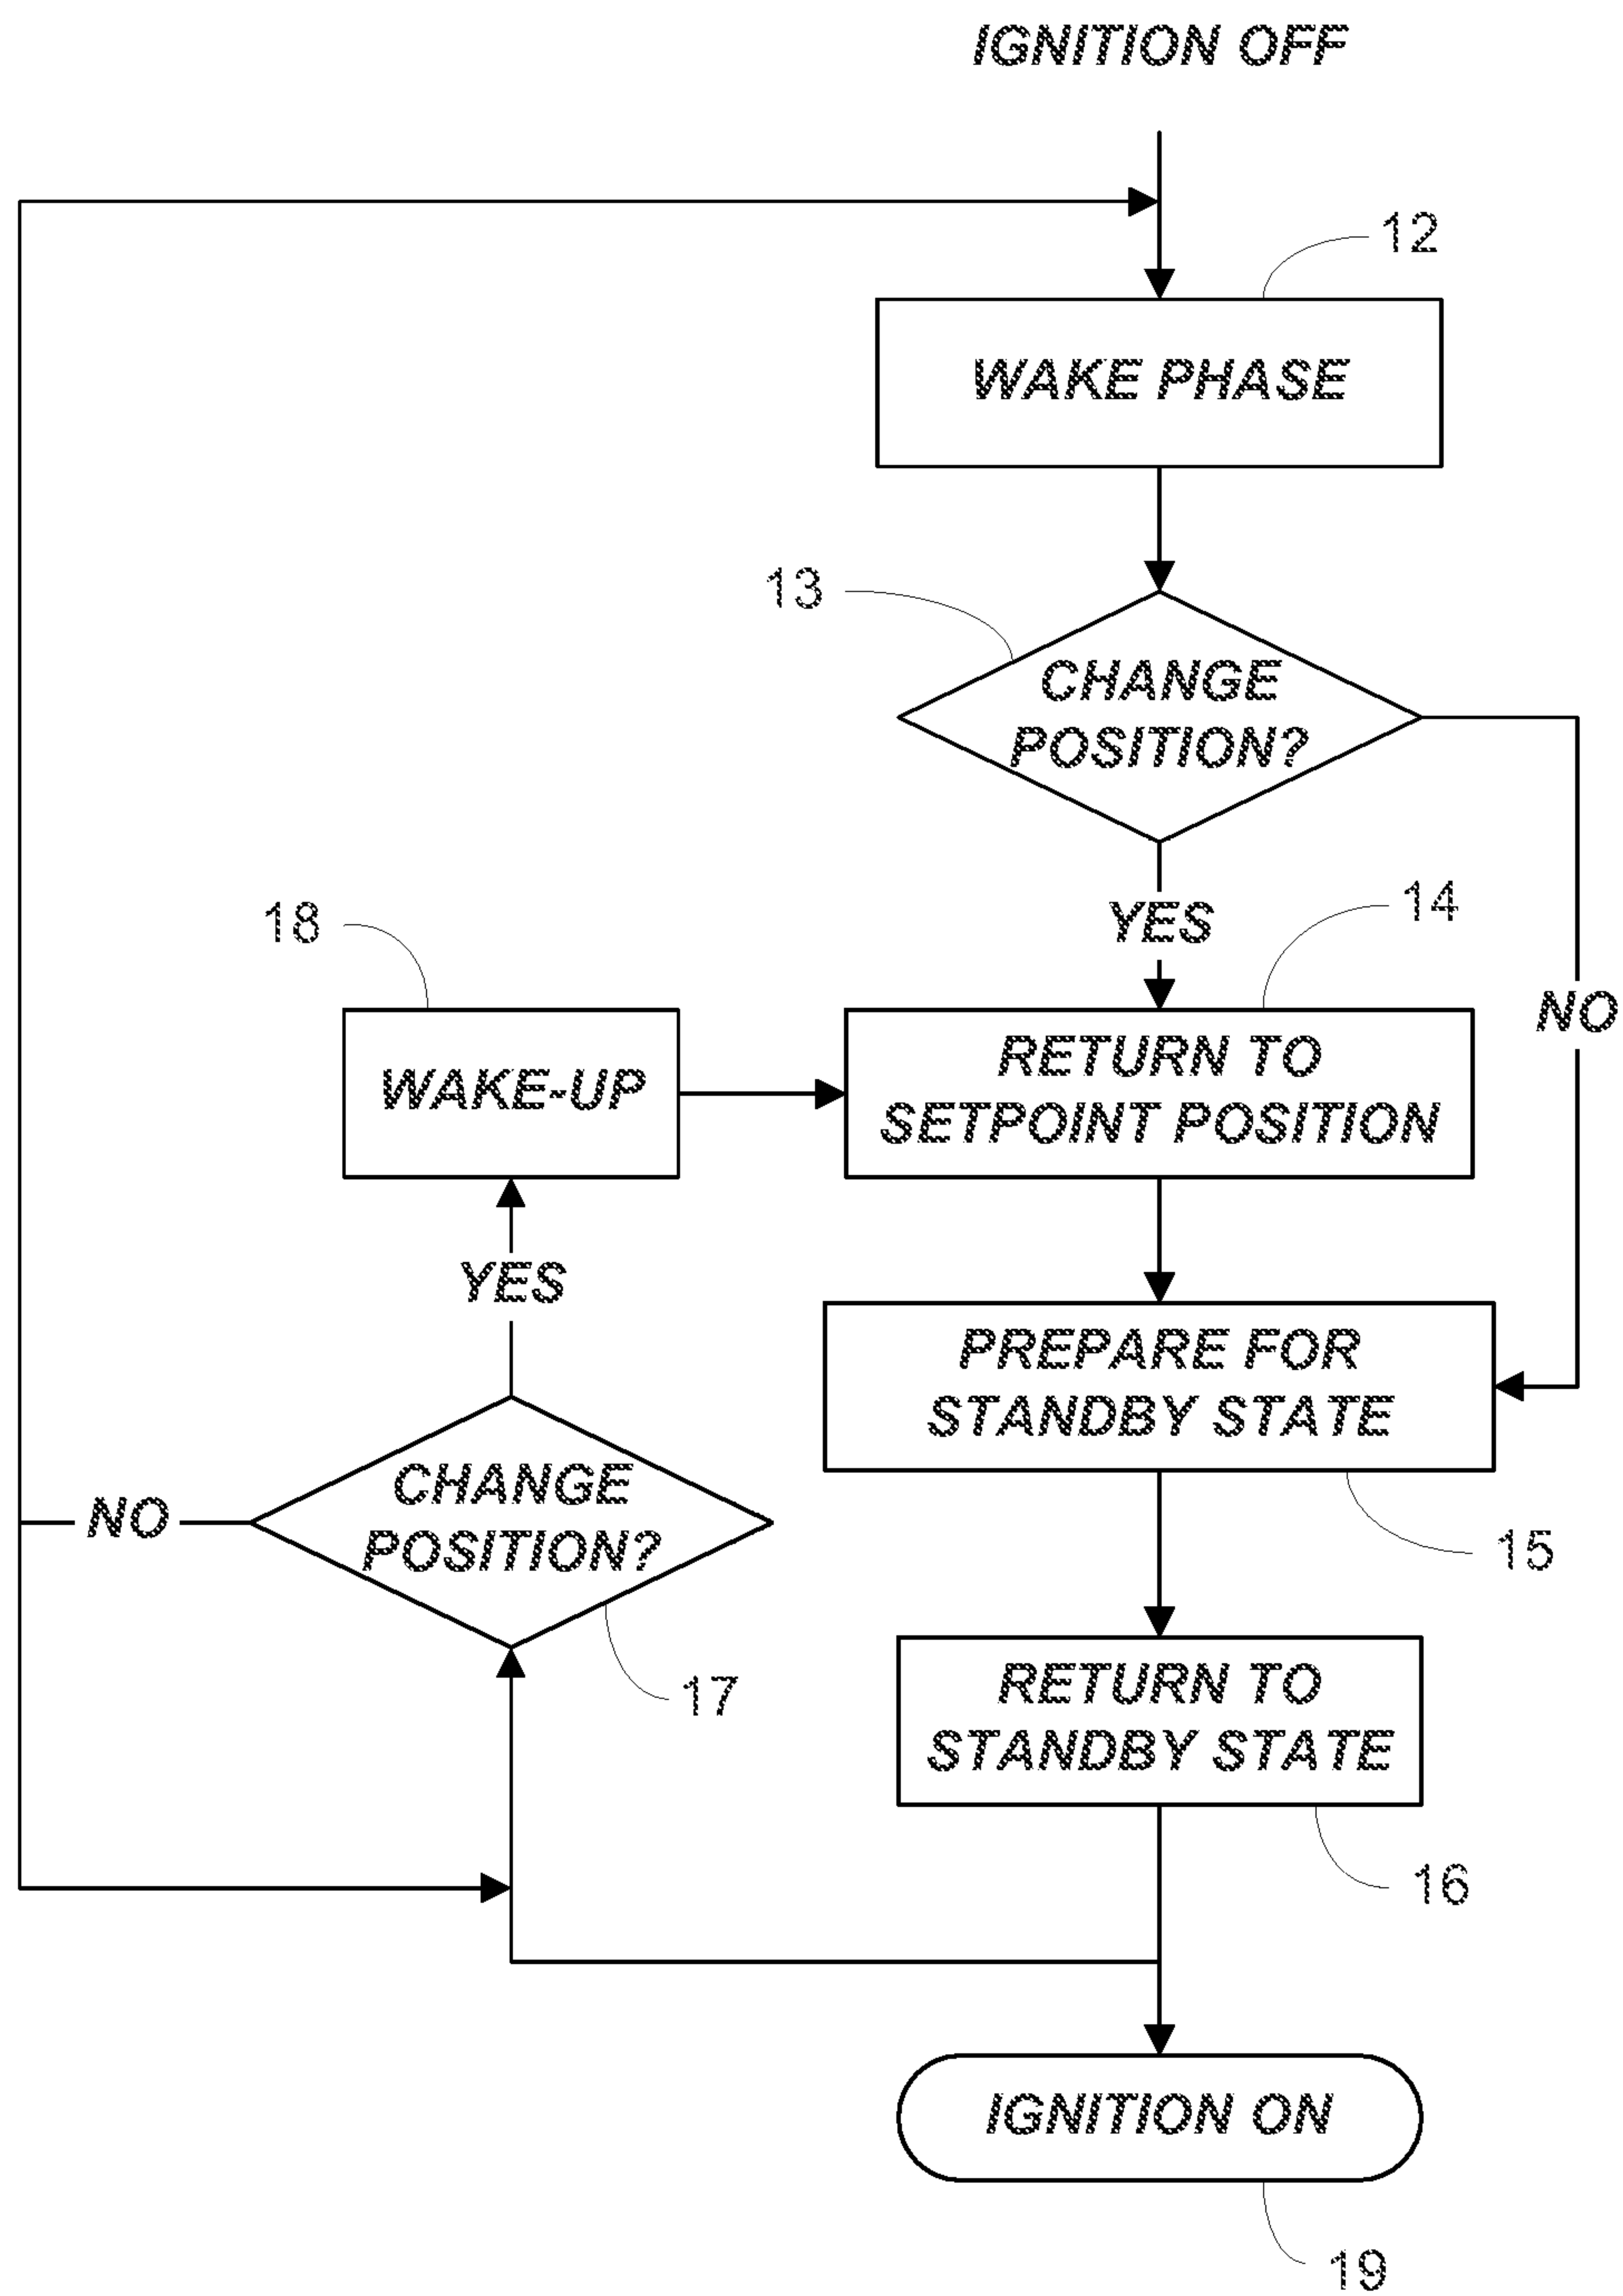 IGNITION OFF
12
WAKE PHASE
13
CHANGE
POSITION?
YES
14
18
NO
WAKE-UP
RETURN TO
SETPOINT POSITION
YES
PREPARE FOR
STANDBY STATE
CHANGE
POSITION?
NO
15
17
RETURN TO
STANDBY STATE
16
IGNITION ON
19